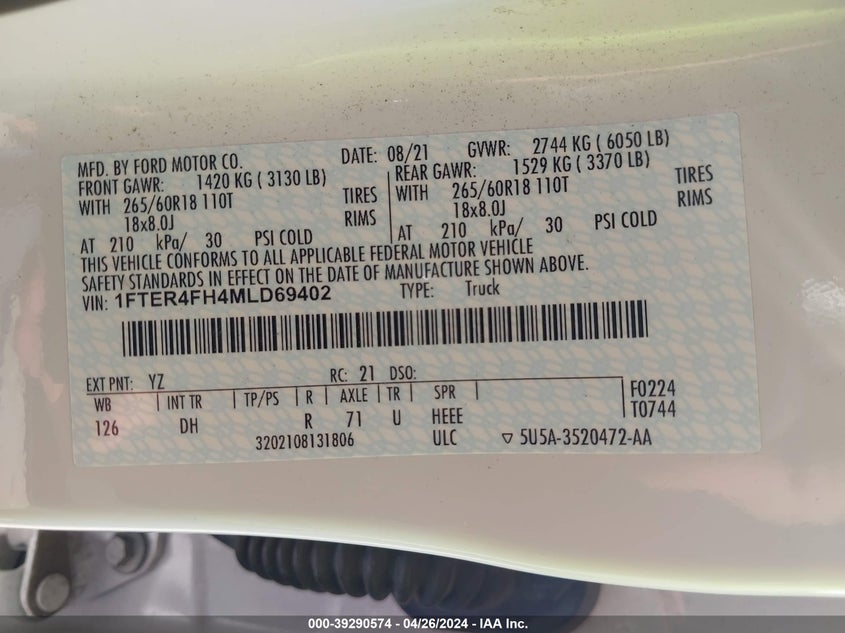 MFD. BY FORD MOTOR CO. DATE: 08/21 GVWR: 2744 KG ( 6050 LB)
FRONT GAWR: 1420 KG ( 3130 LB) REAR GAWR: 1529 KG ( 3370 LB)
WITH 265/60R18 110T TIRES WITH 265/60R18 110T TIRES
18x8.0J RIMS 18x8.0J RIMS
AT 210 kPa/ 30 PSI COLD AT 210 kPa/ 30 PSI COLD
THIS VEHICLE CONFORMS TO ALL APPLICABLE FEDERAL MOTOR VEHICLE
SAFETY STANDARDS IN EFFECT ON THE DATE OF MANUFACTURE SHOWN ABOVE.
VIN: 1FTER4FH4MLD69402 TYPE: Truck
EXT PNT: YZ RC: 21 DSO:
WB INT TR TP/PS R AXLE TR SPR F0224
126 DH R 71 U HEEE T0744
3202108131806 ULC ▽ 5U5A-3520472-AA
000-39290574 - 04/26/2024 - IAA Inc.